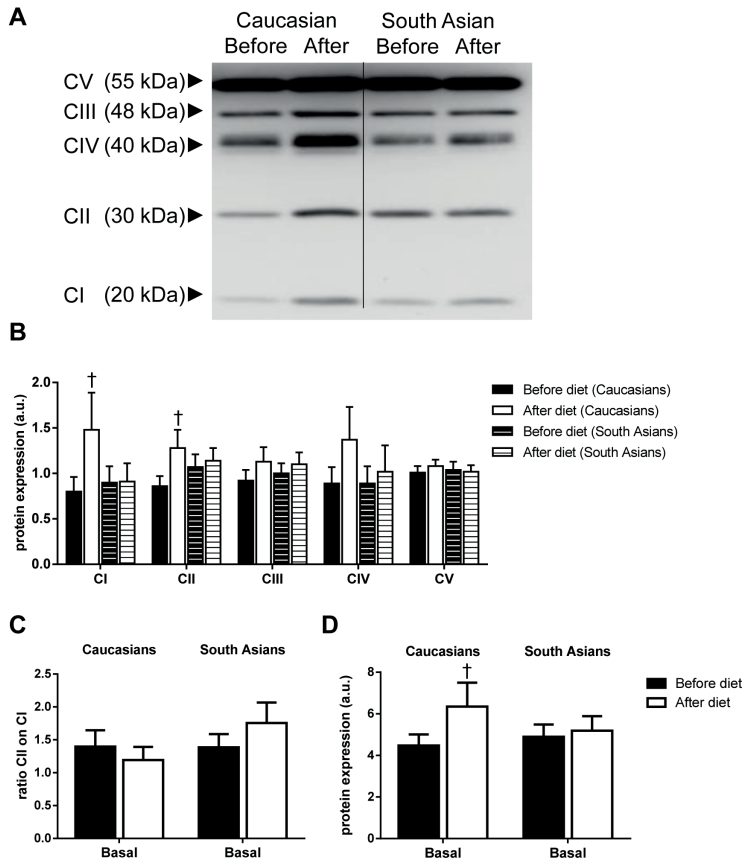 A
Caucasian South Asian
Before After Before After
CV (55 kDa)
CIII (48 kDa)
CIV (40 kDa)
CII (30 kDa)
CI (20 kDa)
B
protein expression (a.u.)
2.0
1.5
1.0
0.5
0.0
† †
CI CII CIII CIV CV
Before diet (Caucasians)
After diet (Caucasians)
Before diet (South Asians)
After diet (South Asians)
C
Caucasians South Asians
ratio CII on CI
2.5
2.0
1.5
1.0
0.5
0.0
Basal Basal
D
Caucasians South Asians
protein expression (a.u.)
8
6
4
2
0
†
Basal Basal
Before diet
After diet